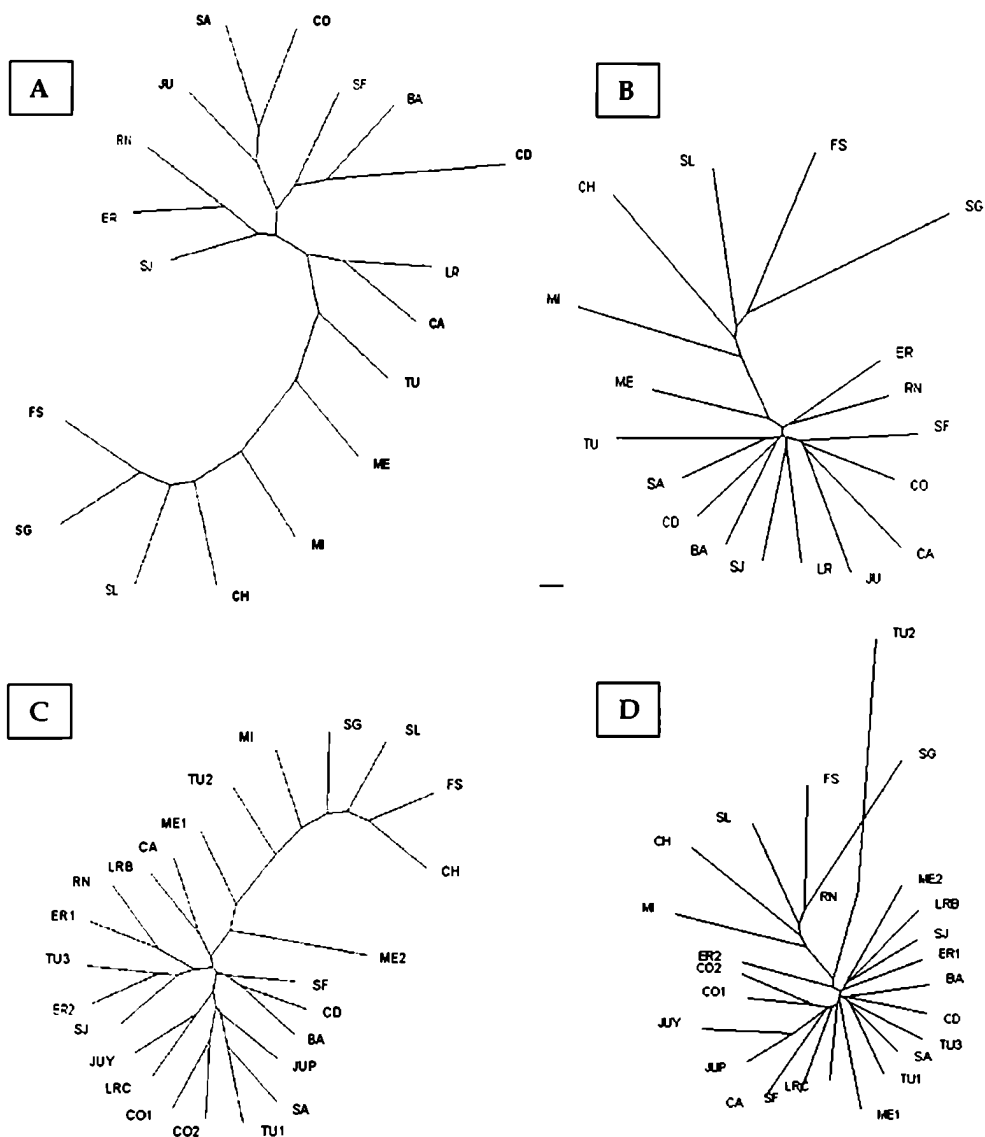 A
SA
CO
JU
SF
BA
RN
CD
ER
SJ
LR
CA
TU
FS
ME
SG
MI
SL
CH
B
FS
SL
CH
SG
MI
ER
ME
RN
SF
TU
SA
CO
CD
BA
CA
SJ
LR
JU
C
SG
MI
SL
TU2
FS
ME1
CA
LRB
CH
RN
ER1
TU3
ME2
SF
ER2
CD
SJ
BA
JUY
JUP
LRC
SA
CO1
CO2
TU1
D
TU2
SG
FS
SL
CH
ME2
RN
LRB
MI
SJ
ER1
ER2
CO2
BA
CO1
CD
JUY
TU3
SA
JUP
TU1
LRC
SF
CA
ME1